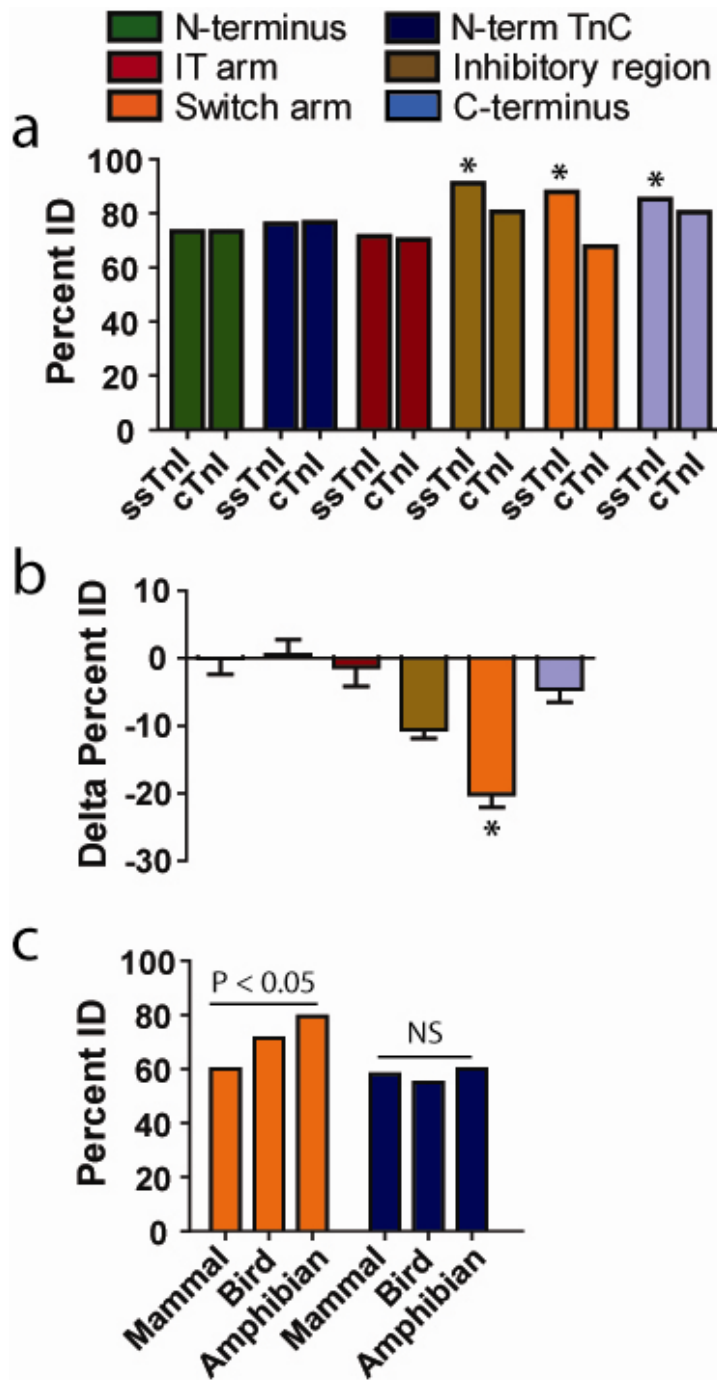 N-terminus N-term TnC
IT arm Inhibitory region
Switch arm C-terminus
a
Percent ID
100
80
60
40
20
0
* * *
ssTnI cTnI ssTnI cTnI ssTnI cTnI ssTnI cTnI ssTnI cTnI ssTnI cTnI
b
Delta Percent ID
10
0
-10
-20
-30
*
c
Percent ID
100
80
60
40
20
0
P < 0.05
NS
Mammal Bird Amphibian Mammal Bird Amphibian